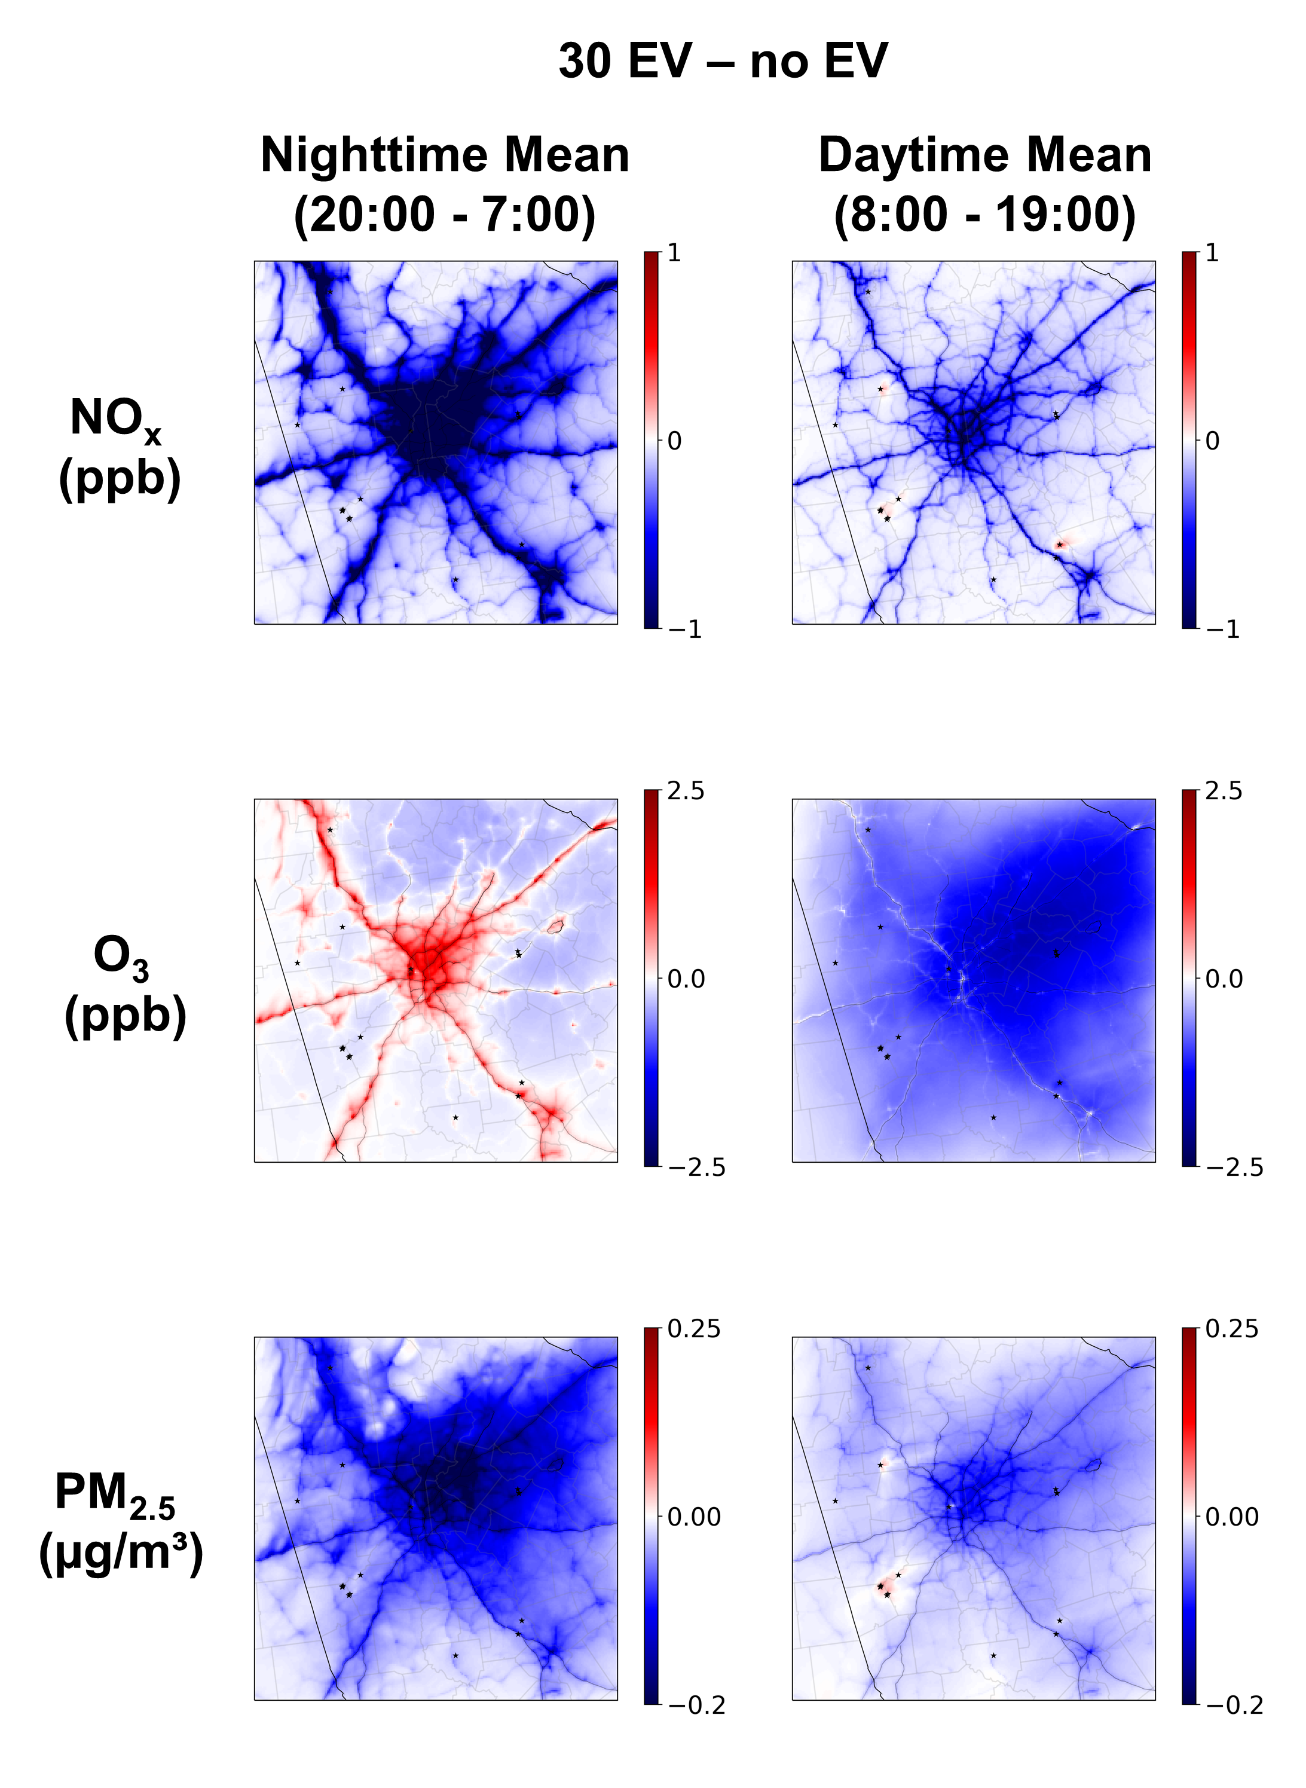 30 EV – no EV
Nighttime Mean
(20:00 - 7:00)
Daytime Mean
(8:00 - 19:00)
NOx
(ppb)
1
0
−1
1
0
−1
O3
(ppb)
2.5
0.0
−2.5
2.5
0.0
−2.5
PM2.5
(µg/m³)
0.25
0.00
−0.2
0.25
0.00
−0.2